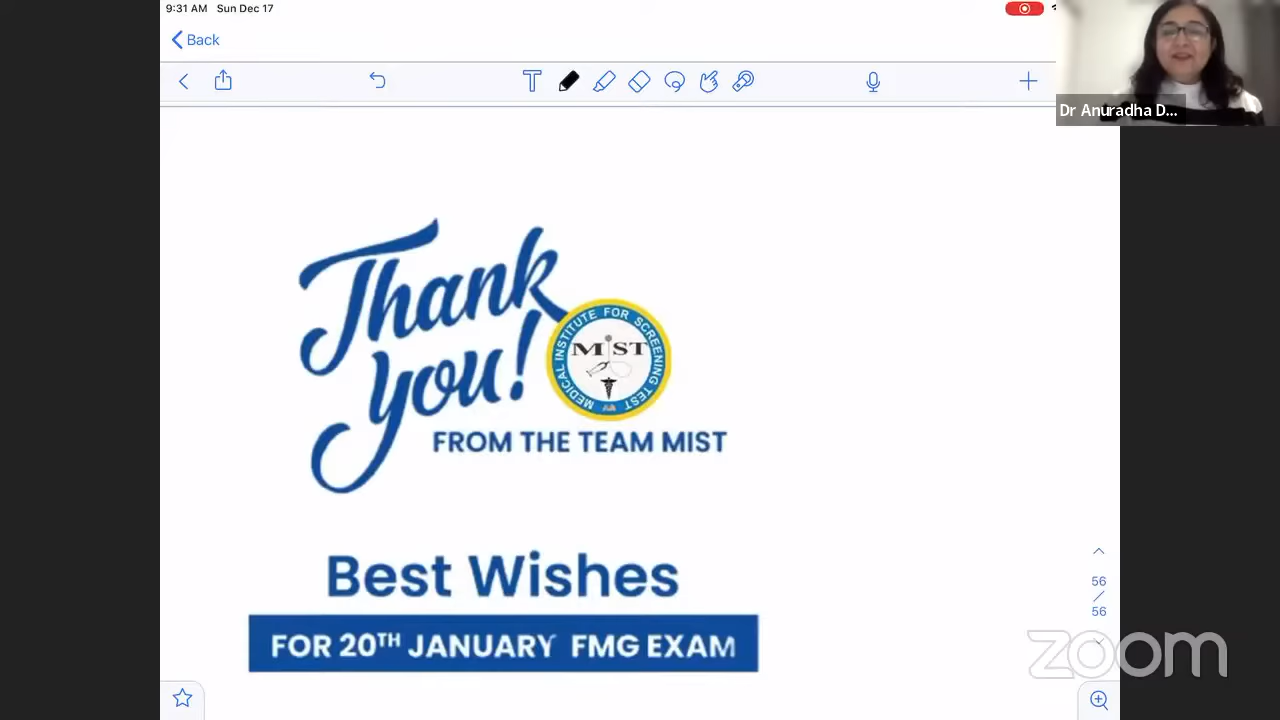 9:31 AM Sun Dec 17
Back
Dr Anuradha D...
Thank
you!
MEDICAL INSTITUTE FOR SCREENING TEST
MIST
FROM THE TEAM MIST
Best Wishes
FOR 20TH JANUARY FMG EXAM
56
/
56
zoom